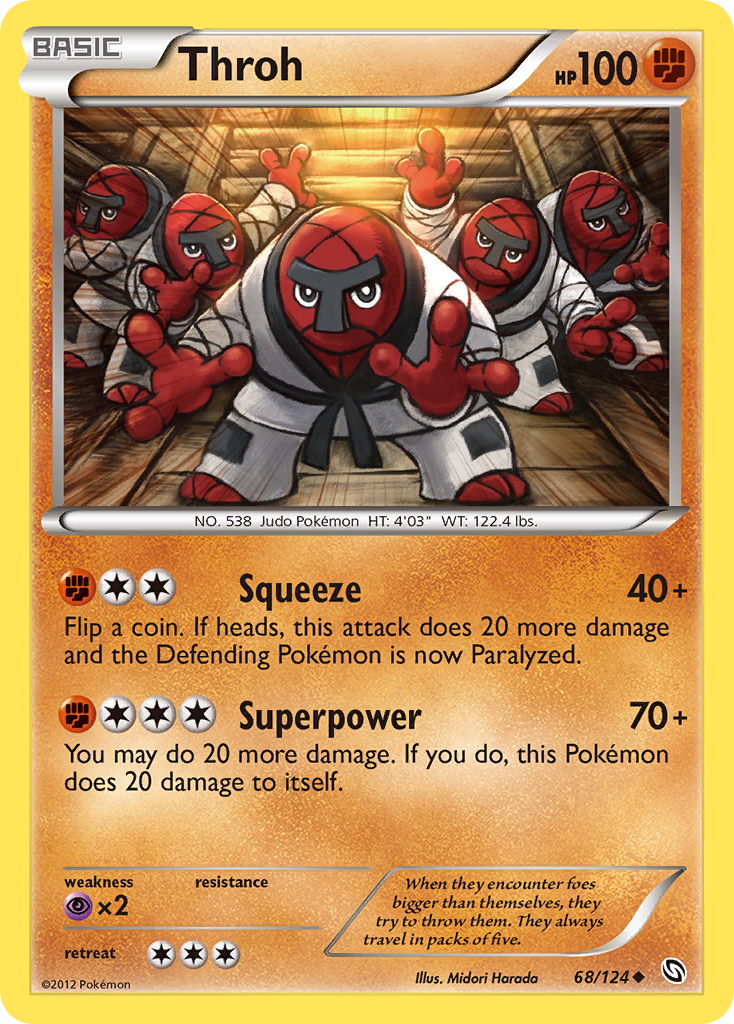 BASIC
Throh
HP 100
NO. 538 Judo Pokémon HT: 4'03" WT: 122.4 lbs.
Squeeze 40+
Flip a coin. If heads, this attack does 20 more damage
and the Defending Pokémon is now Paralyzed.
Superpower 70+
You may do 20 more damage. If you do, this Pokémon
does 20 damage to itself.
weakness resistance
×2
retreat
When they encounter foes
bigger than themselves, they
try to throw them. They always
travel in packs of five.
©2012 Pokémon
Illus. Midori Harada 68/124